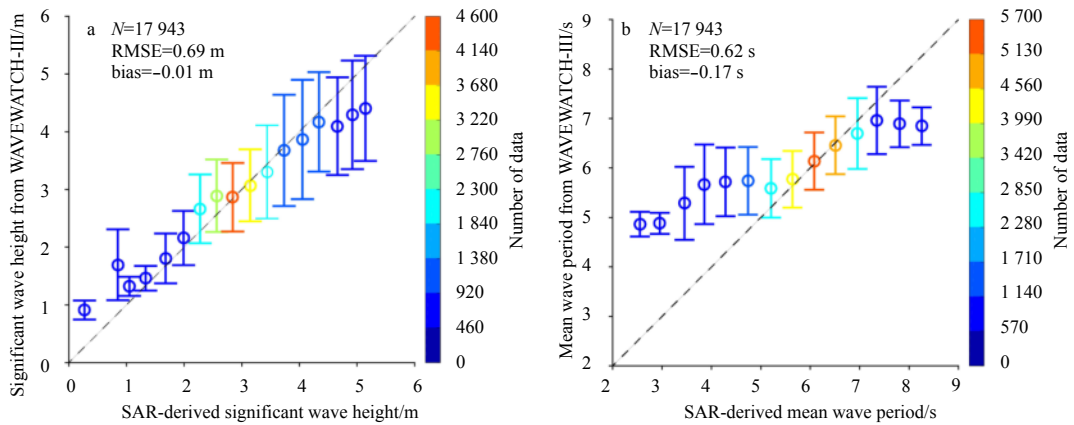 a
N=17 943
RMSE=0.69 m
bias=−0.01 m
Significant wave height from WAVEWATCH-III/m
6
5
4
3
2
1
0
0 1 2 3 4 5 6
SAR-derived significant wave height/m
4 600
4 140
3 680
3 220
2 760
2 300
1 840
1 380
920
460
0
Number of data
b
N=17 943
RMSE=0.62 s
bias=−0.17 s
Mean wave period from WAVEWATCH-III/s
9
8
7
6
5
4
3
2
2 3 4 5 6 7 8 9
SAR-derived mean wave period/s
5 700
5 130
4 560
3 990
3 420
2 850
2 280
1 710
1 140
570
0
Number of data